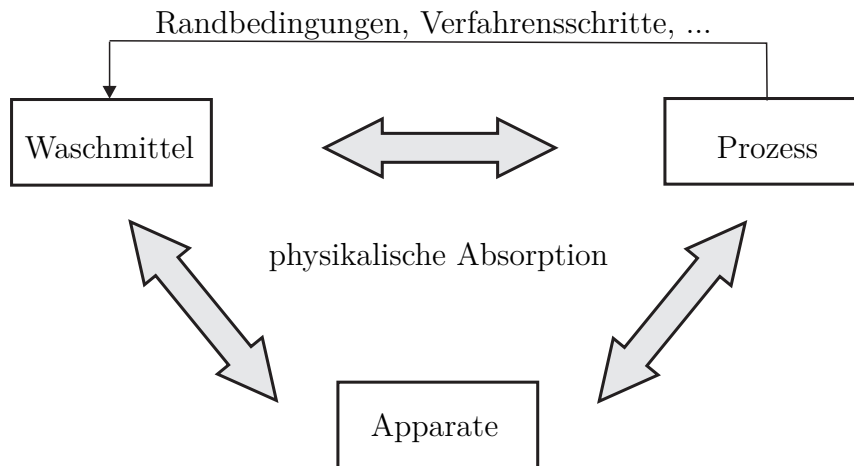 Randbedingungen, Verfahrensschritte, ...
Waschmittel
Prozess
physikalische Absorption
Apparate